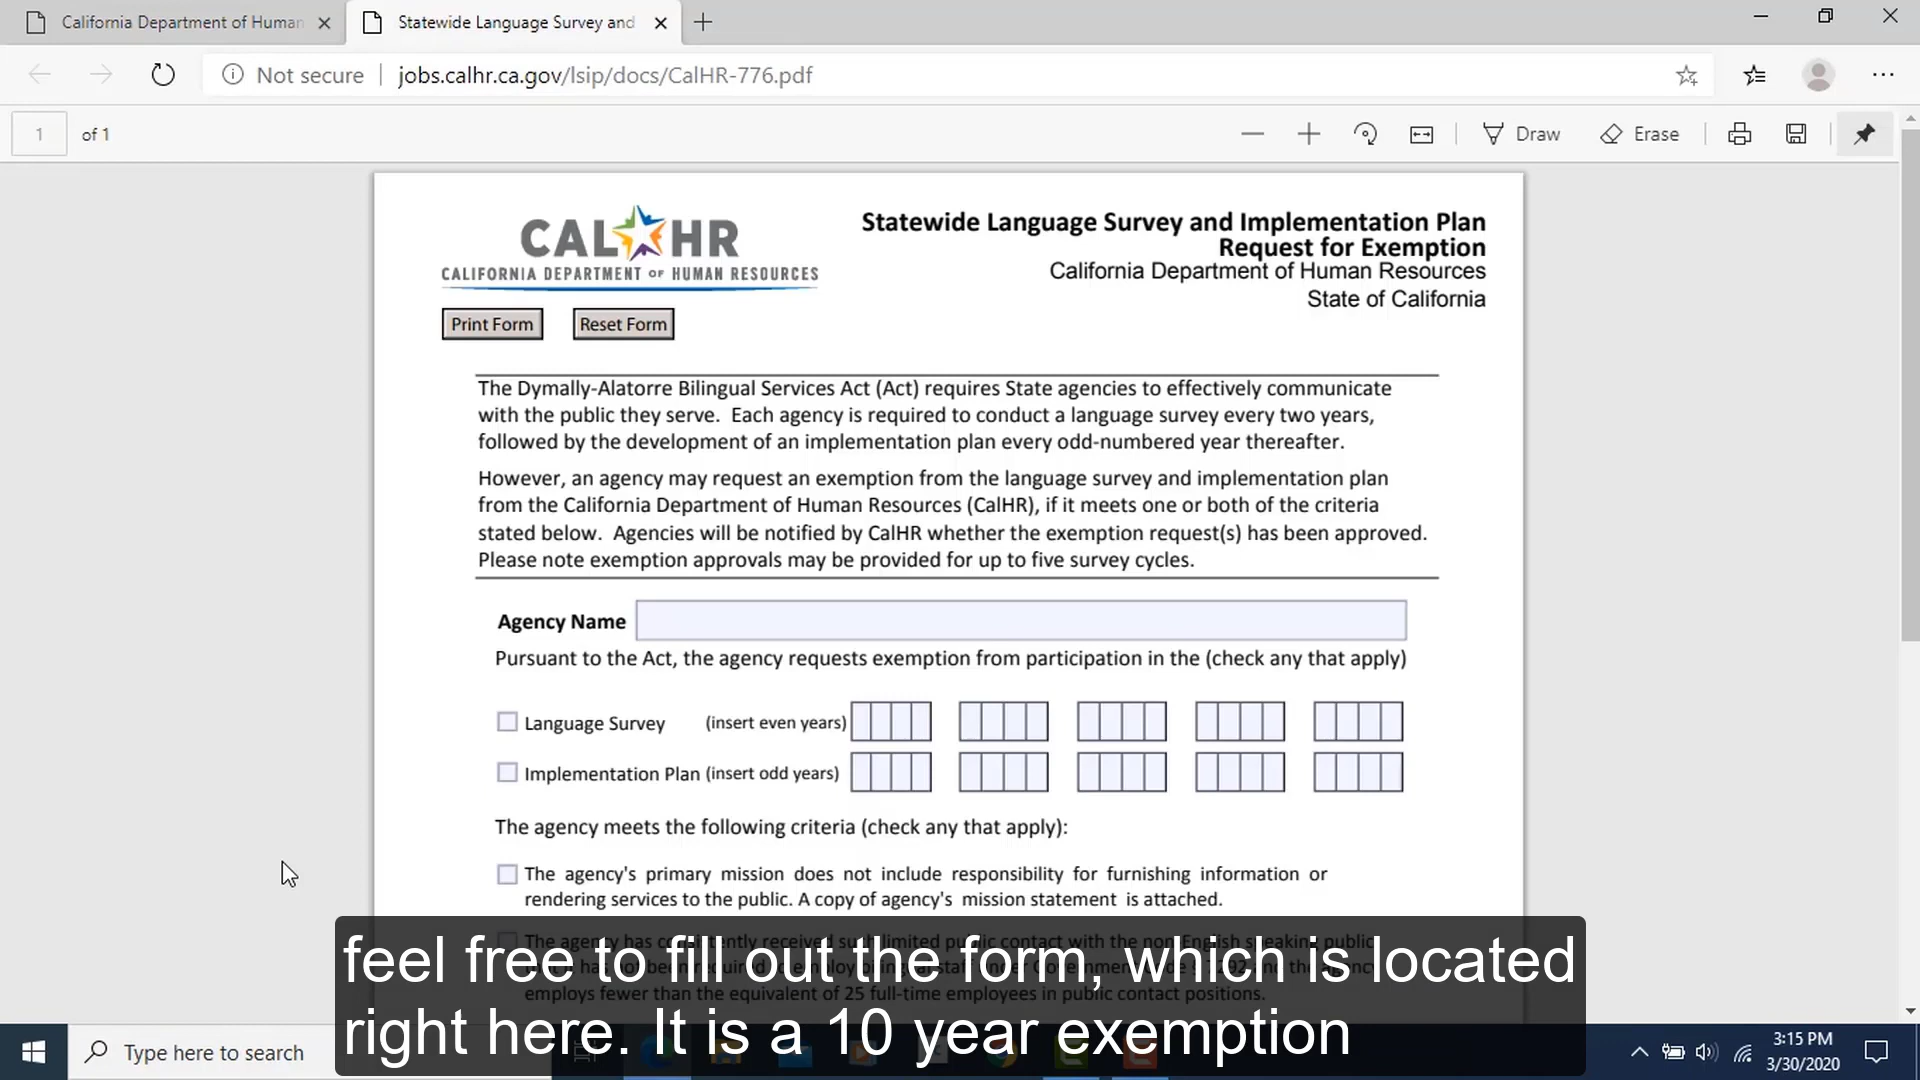 California Department of Human
Statewide Language Survey and
Not secure
jobs.calhr.ca.gov/lsip/docs/CalHR-776.pdf
1 of 1
Draw
Erase
CAL HR
CALIFORNIA DEPARTMENT OF HUMAN RESOURCES
Statewide Language Survey and Implementation Plan
Request for Exemption
California Department of Human Resources
State of California
Print Form
Reset Form
The Dymally-Alatorre Bilingual Services Act (Act) requires State agencies to effectively communicate
with the public they serve. Each agency is required to conduct a language survey every two years,
followed by the development of an implementation plan every odd-numbered year thereafter.
However, an agency may request an exemption from the language survey and implementation plan
from the California Department of Human Resources (CalHR), if it meets one or both of the criteria
stated below. Agencies will be notified by CalHR whether the exemption request(s) has been approved.
Please note exemption approvals may be provided for up to five survey cycles.
Agency Name
Pursuant to the Act, the agency requests exemption from participation in the (check any that apply)
Language Survey (insert even years)
Implementation Plan (insert odd years)
The agency meets the following criteria (check any that apply):
The agency's primary mission does not include responsibility for furnishing information or
rendering services to the public. A copy of agency's mission statement is attached.
employs fewer than the equivalent of 25 full-time employees in public contact positions.
feel free to fill out the form, which is located
right here. It is a 10 year exemption
Type here to search
3:15 PM
3/30/2020